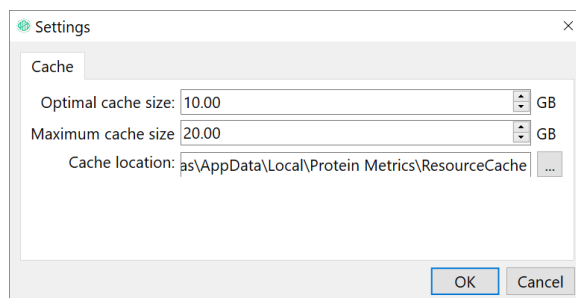 Settings
Cache
Optimal cache size: 10.00 GB
Maximum cache size 20.00 GB
Cache location: as\AppData\Local\Protein Metrics\ResourceCache ...
OK Cancel